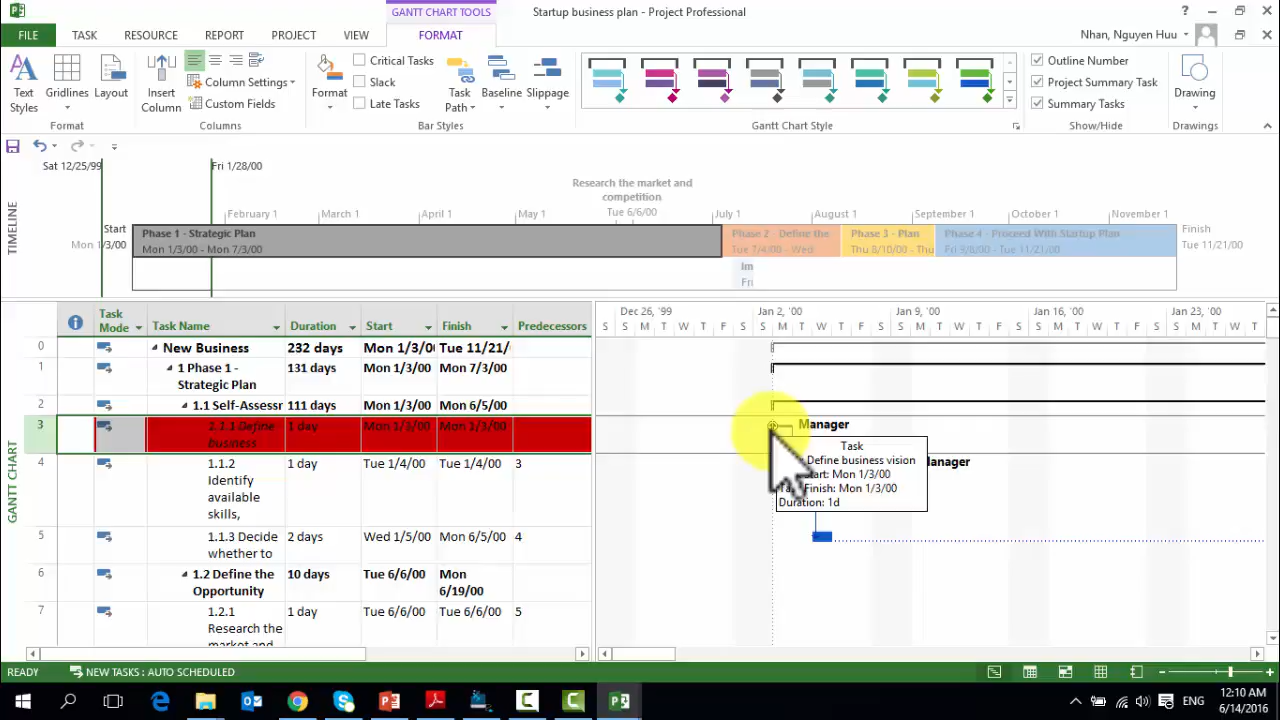 GANTT CHART TOOLS
Startup business plan - Project Professional
?
FILE TASK RESOURCE REPORT PROJECT VIEW FORMAT
Nhan, Nguyen Huu
Text Styles
Gridlines
Layout
Format
Insert Column
Column Settings
Custom Fields
Columns
Format
Critical Tasks
Slack
Late Tasks
Task Path
Baseline
Slippage
Bar Styles
Gantt Chart Style
Outline Number
Project Summary Task
Summary Tasks
Show/Hide
Drawing
Drawings
Sat 12/25/99
Fri 1/28/00
TIMELINE
Research the market and
competition
Tue 6/6/00
February 1 March 1 April 1 May 1 July 1 August 1 September 1 October 1 November 1
Start
Mon 1/3/00
Phase 1 - Strategic Plan
Mon 1/3/00 - Mon 7/3/00
Phase 2 - Define the
Tue 7/4/00 - Wed
Phase 3 - Plan
Thu 8/10/00 - Thu
Phase 4 - Proceed With Startup Plan
Fri 9/8/00 - Tue 11/21/00
Finish
Tue 11/21/00
Im
Fri
GANTT CHART
Task Mode Task Name Duration Start Finish Predecessors
0 New Business 232 days Mon 1/3/00 Tue 11/21/
1 1 Phase 1 - Strategic Plan 131 days Mon 1/3/00 Mon 7/3/00
2 1.1 Self-Assessr 111 days Mon 1/3/00 Mon 6/5/00
3 1.1.1 Define business 1 day Mon 1/3/00 Mon 1/3/00
4 1.1.2 Identify available skills, 1 day Tue 1/4/00 Tue 1/4/00 3
5 1.1.3 Decide whether to 2 days Wed 1/5/00 Mon 6/5/00 4
6 1.2 Define the Opportunity 10 days Tue 6/6/00 Mon 6/19/00
7 1.2.1 Research the market and 1 day Tue 6/6/00 Tue 6/6/00 5
Dec 26, '99 Jan 2, '00 Jan 9, '00 Jan 16, '00 Jan 23, '00
S S M T W T F S S M T W T F S S M T W T F S S M T W T F S S M T W T
Manager
Manager
Task
Define business vision
Start: Mon 1/3/00
Finish: Mon 1/3/00
Duration: 1d
READY NEW TASKS : AUTO SCHEDULED
ENG
12:10 AM
6/14/2016